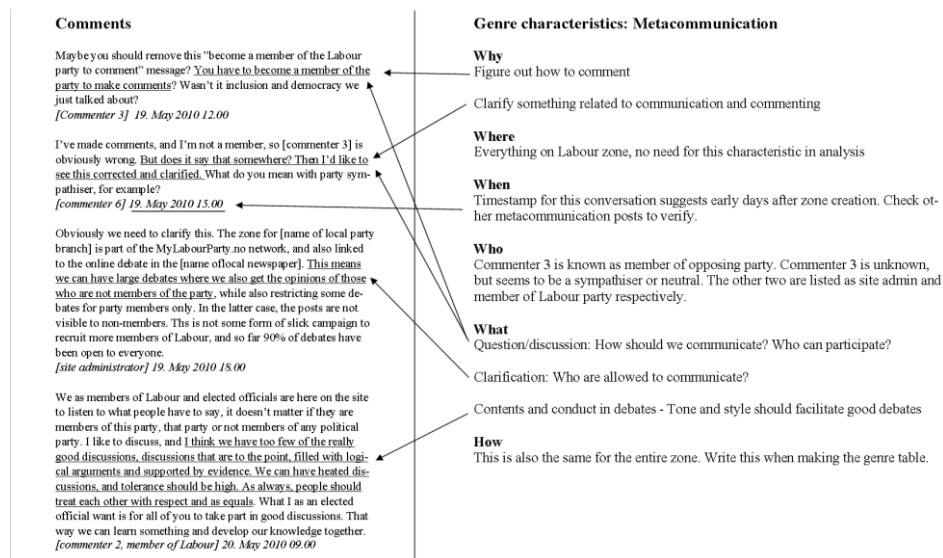 Comments
Maybe you should remove this "become a member of the Labour
party to comment" message? You have to become a member of the
party to make comments? Wasn't it inclusion and democracy we
just talked about?
[Commenter 3] 19. May 2010 12.00
I've made comments, and I'm not a member, so [commenter 3] is
obviously wrong. But does it say that somewhere? Then I'd like to
see this corrected and clarified. What do you mean with party sym-
pathiser, for example?
[commenter 6] 19. May 2010 15.00
Obviously we need to clarify this. The zone for [name of local party
branch] is part of the MyLabourParty.no network, and also linked
to the online debate in the [name oflocal newspaper]. This means
we can have large debates where we also get the opinions of those
who are not members of the party, while also restricting some de-
bates for party members only. In the latter case, the posts are not
visible to non-members. Ths is not some form of slick campaign to
recruit more members of Labour, and so far 90% of debates have
been open to everyone.
[site administrator] 19. May 2010 18.00
We as members of Labour and elected officials are here on the site
to listen to what people have to say, it doesn't matter if they are
members of this party, that party or not members of any political
party. I like to discuss, and I think we have too few of the really
good discussions, discussions that are to the point, filled with logi-
cal arguments and supported by evidence. We can have heated dis-
cussions, and tolerance should be high. As always, people should
treat each other with respect and as equals. What I as an elected
official want is for all of you to take part in good discussions. That
way we can learn something and develop our knowledge together.
[commenter 2, member of Labour] 20. May 2010 09.00
Genre characteristics: Metacommunication
Why
Figure out how to comment
Clarify something related to communication and commenting
Where
Everything on Labour zone, no need for this characteristic in analysis
When
Timestamp for this conversation suggests early days after zone creation. Check ot-
her metacommunication posts to verify.
Who
Commenter 3 is known as member of opposing party. Commenter 3 is unknown,
but seems to be a sympathiser or neutral. The other two are listed as site admin and
member of Labour party respectively.
What
Question/discussion: How should we communicate? Who can participate?
Clarification: Who are allowed to communicate?
Contents and conduct in debates - Tone and style should facilitate good debates
How
This is also the same for the entire zone. Write this when making the genre table.